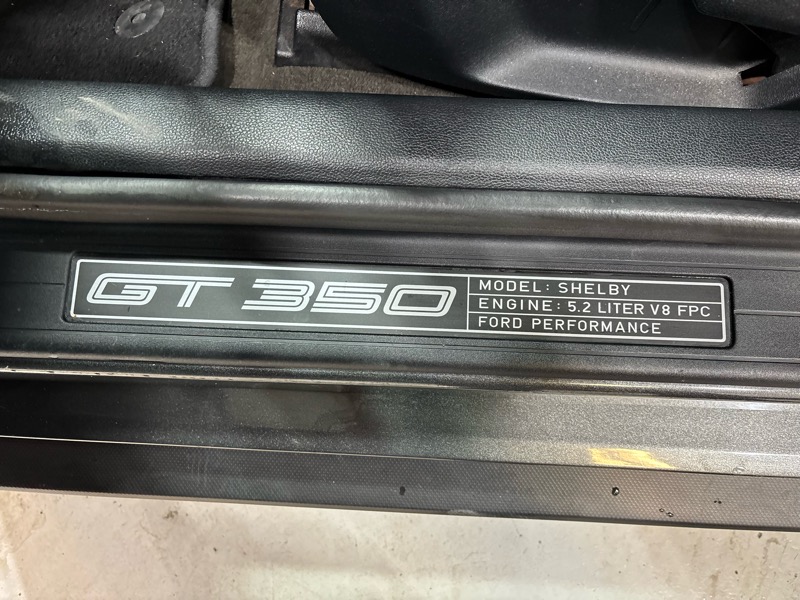 GT 350
MODEL: SHELBY
ENGINE: 5.2 LITER V8 FPC
FORD PERFORMANCE